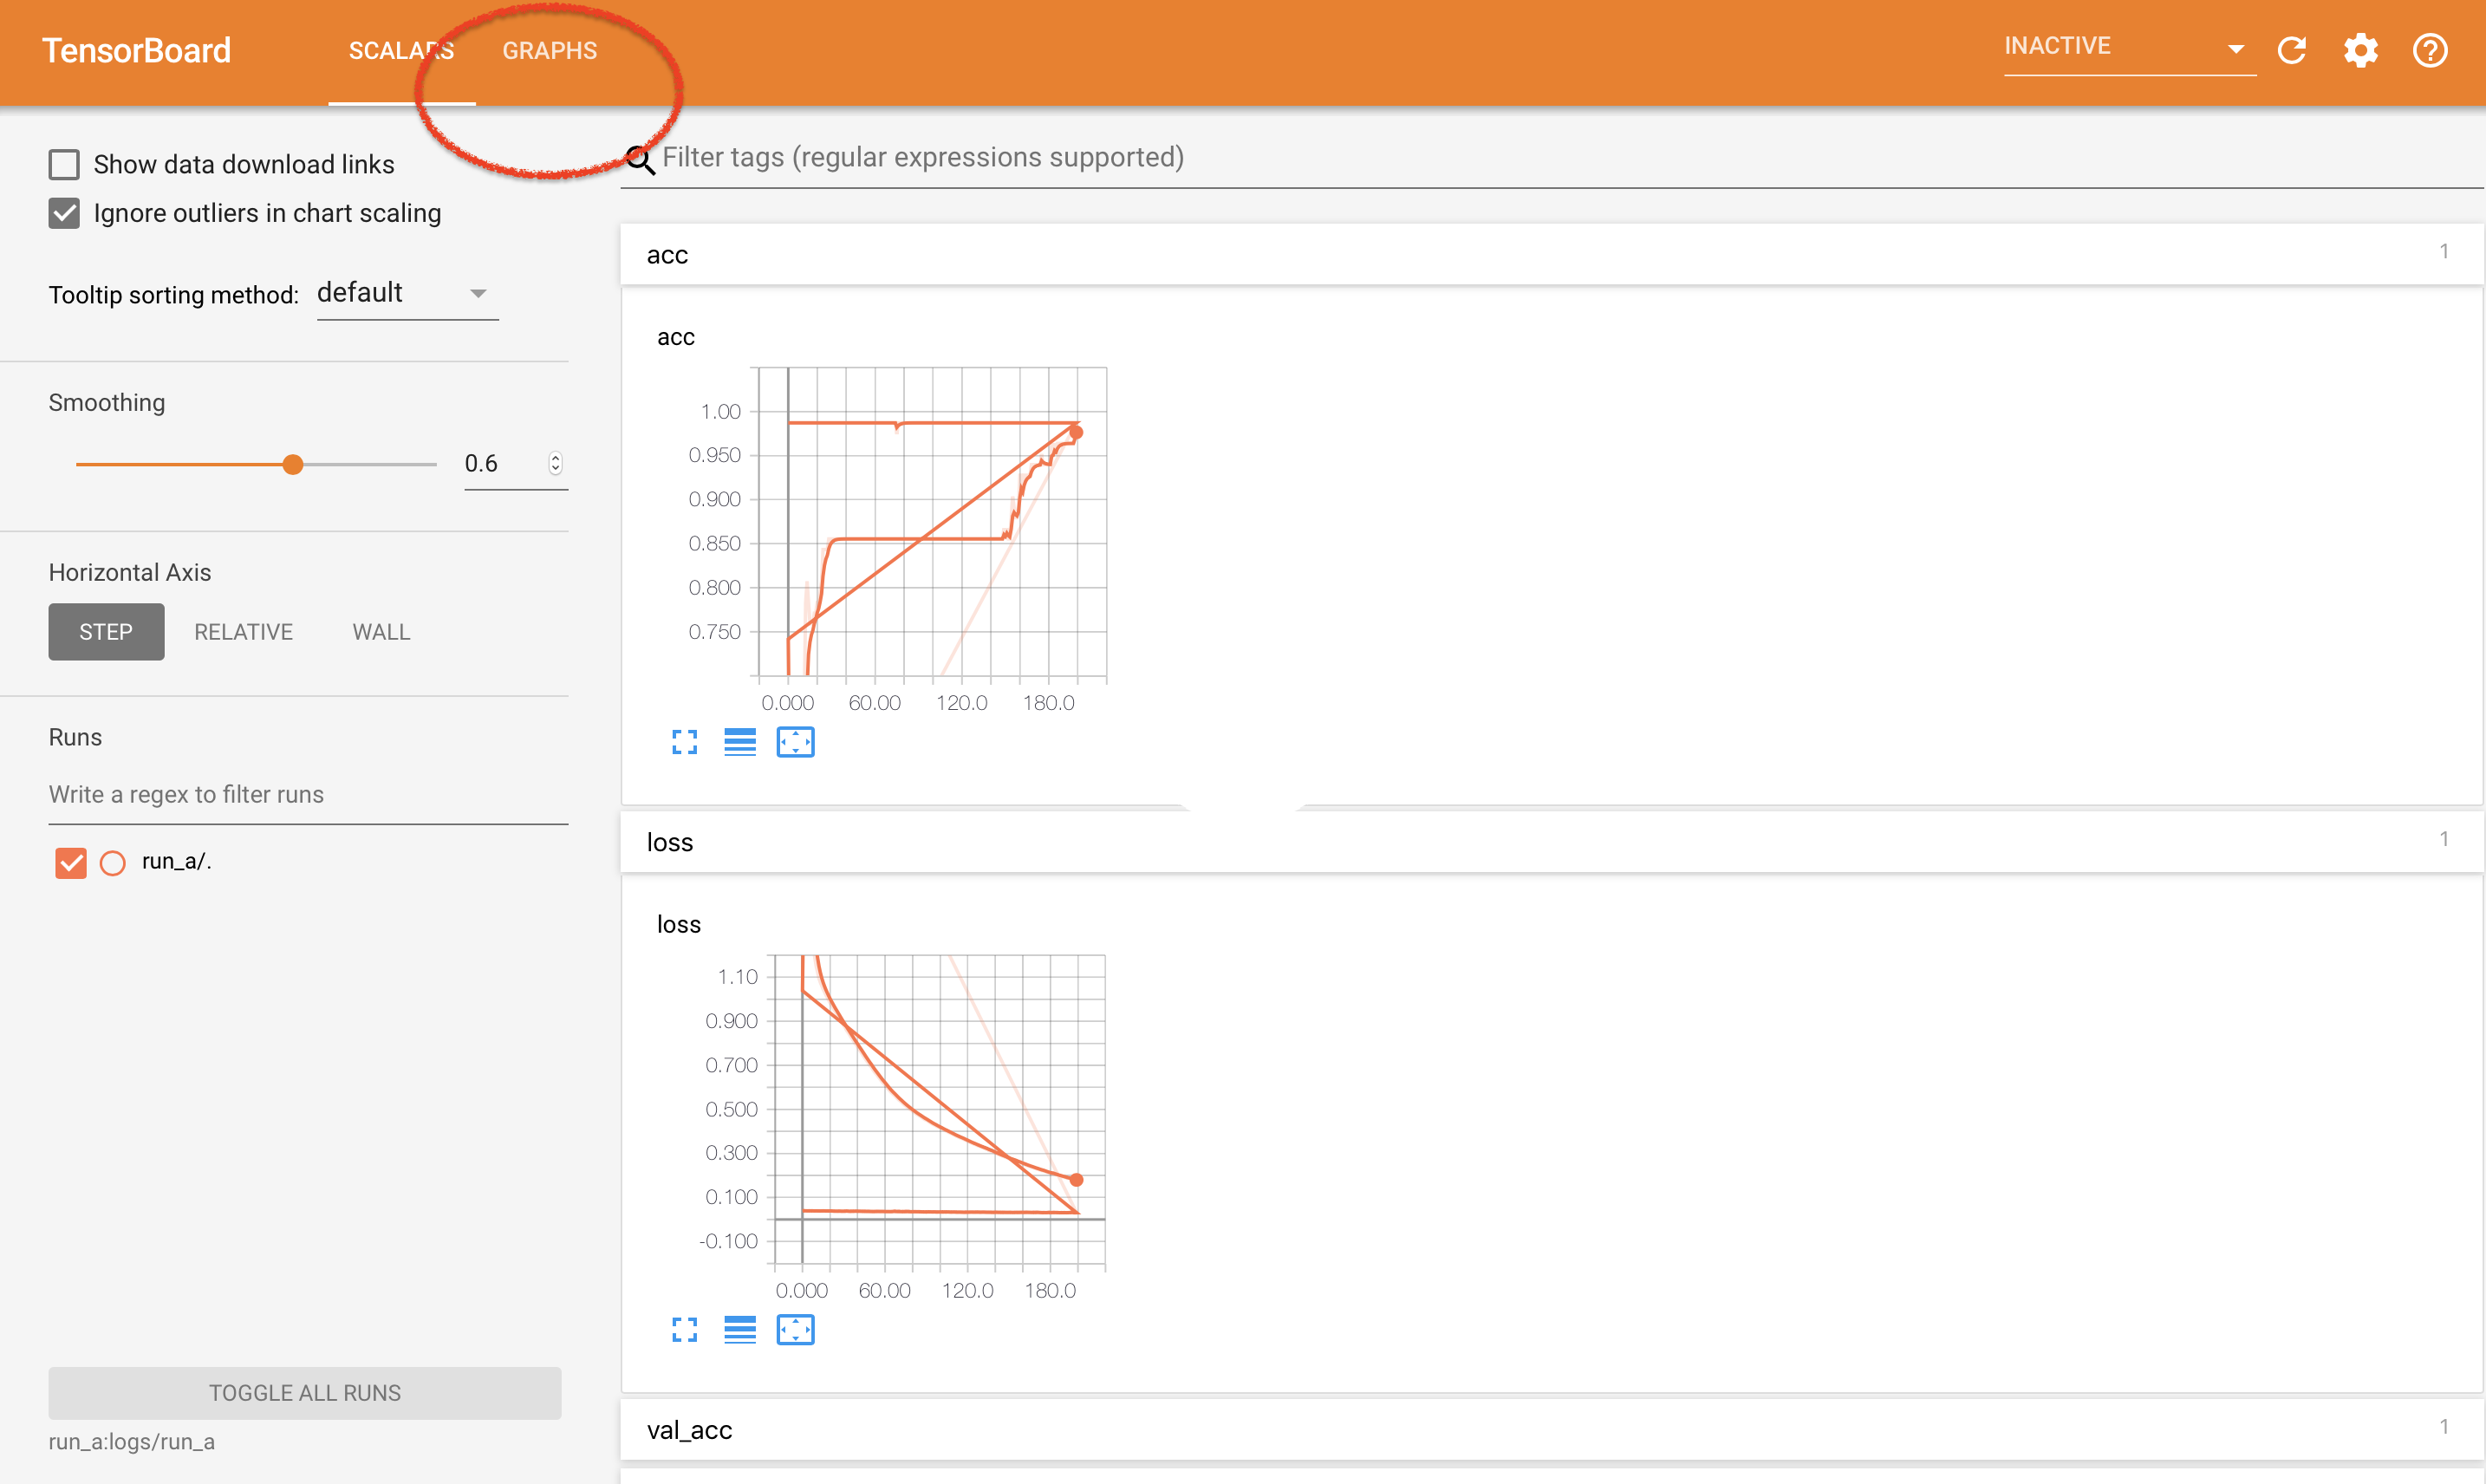 TensorBoard SCALARS GRAPHS INACTIVE
Show data download links
Ignore outliers in chart scaling
Tooltip sorting method: default
Smoothing
0.6
Horizontal Axis
STEP RELATIVE WALL
Runs
Write a regex to filter runs
run_a/.
TOGGLE ALL RUNS
run_a:logs/run_a
Filter tags (regular expressions supported)
acc 1
acc
1.00
0.950
0.900
0.850
0.800
0.750
0.000 60.00 120.0 180.0
loss 1
loss
1.10
0.900
0.700
0.500
0.300
0.100
-0.100
0.000 60.00 120.0 180.0
val_acc 1